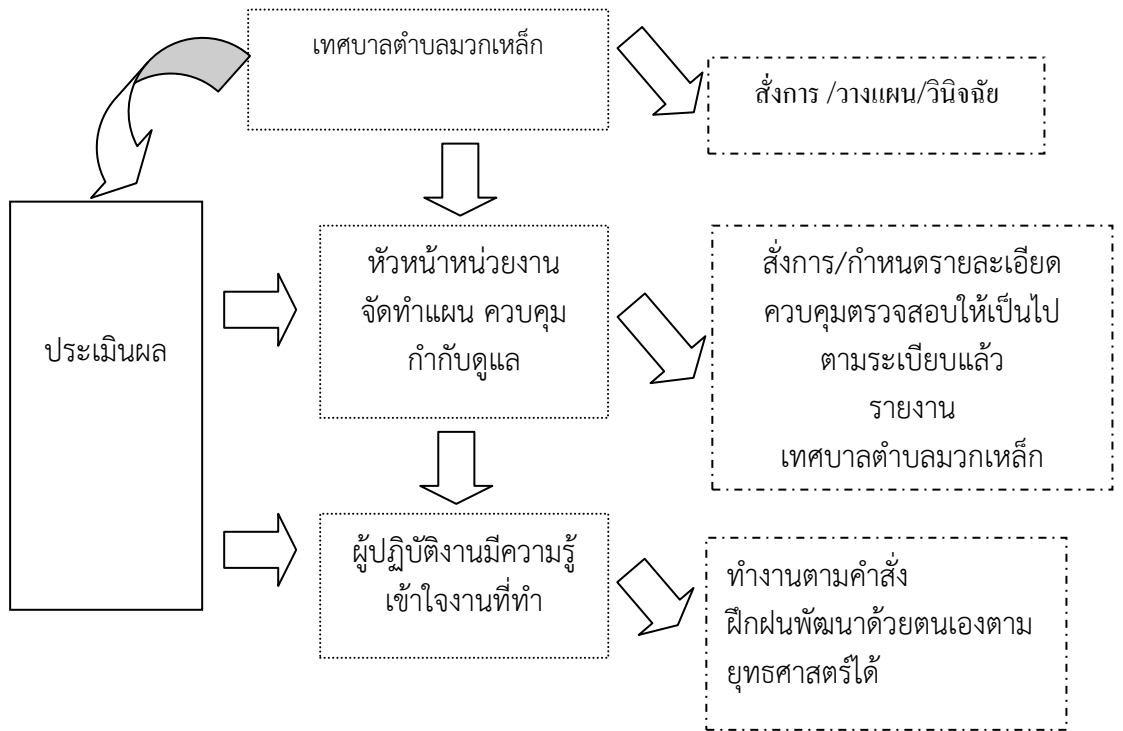 เทศบาลตำบลมวกเหล็ก
สั่งการ /วางแผน/วินิจฉัย
ประเมินผล
หัวหน้าหน่วยงาน
จัดทำแผน ควบคุม
กำกับดูแล
สั่งการ/กำหนดรายละเอียด
ควบคุมตรวจสอบให้เป็นไป
ตามระเบียบแล้ว
รายงาน
เทศบาลตำบลมวกเหล็ก
ผู้ปฏิบัติงานมีความรู้
เข้าใจงานที่ทำ
ทำงานตามคำสั่ง
ฝึกฝนพัฒนาด้วยตนเองตาม
ยุทธศาสตร์ได้